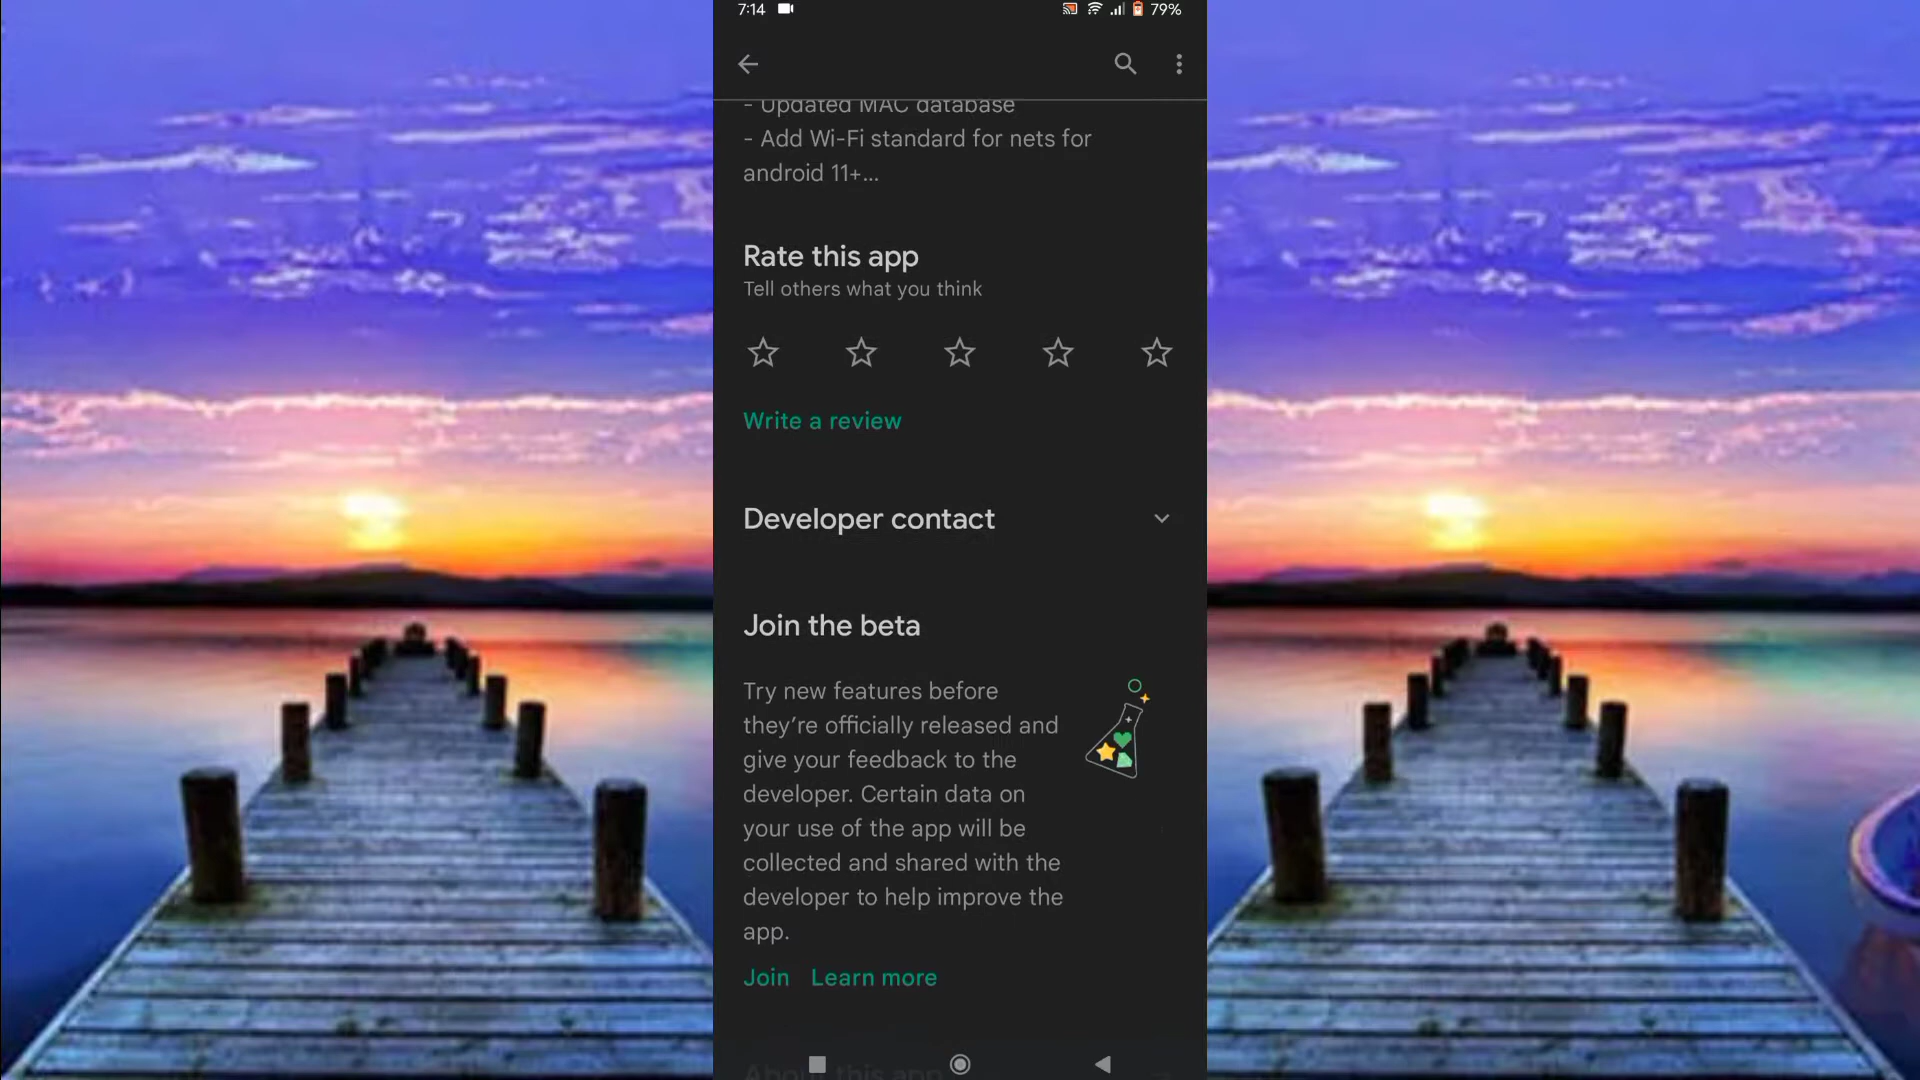 7:14
79%
- Updated MAC database
- Add Wi-Fi standard for nets for
android 11+...
Rate this app
Tell others what you think
Write a review
Developer contact
Join the beta
Try new features before
they're officially released and
give your feedback to the
developer. Certain data on
your use of the app will be
collected and shared with the
developer to help improve the
app.
Join Learn more
About this app